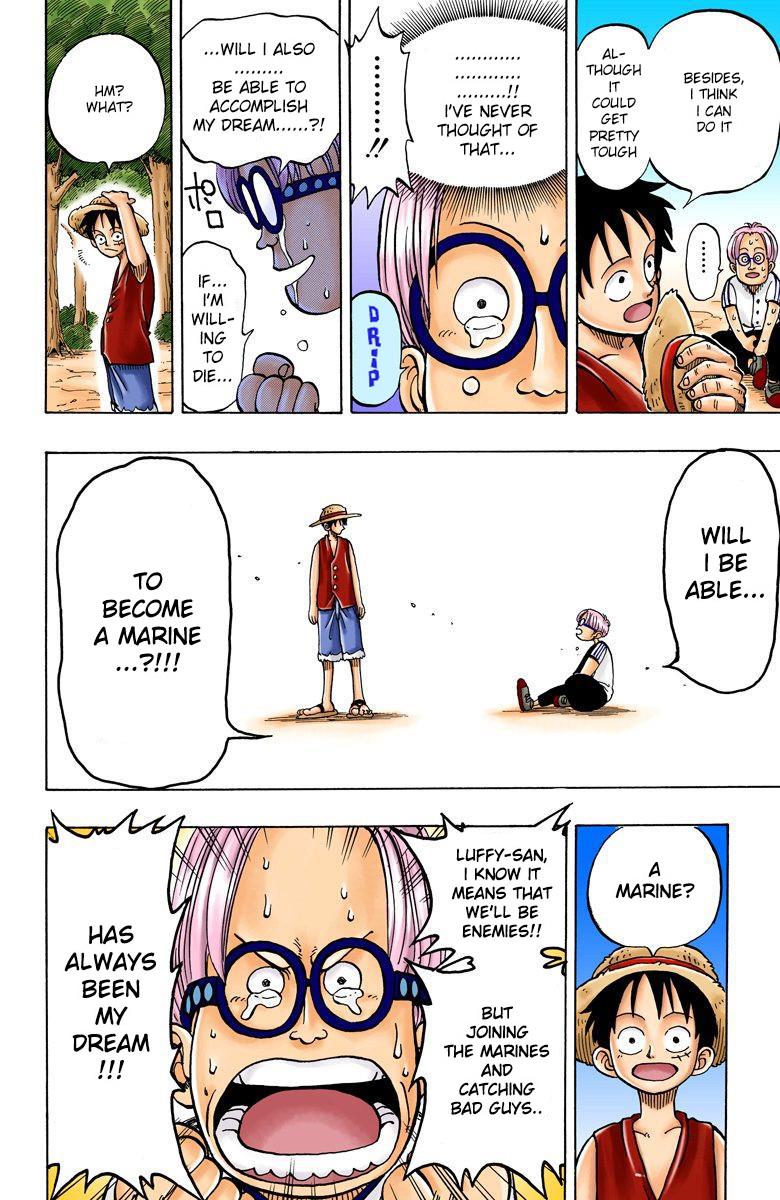 BESIDES,
I THINK
I CAN
DO IT
AL-
THOUGH
IT
COULD
GET
PRETTY
TOUGH
......
..............
..............
.........!!
I'VE NEVER
THOUGHT OF
THAT...
......!!
DRIP
...WILL I ALSO
.........
BE ABLE TO
ACCOMPLISH
MY DREAM......?!
ポロ
IF...
I'M
WILL-
ING
TO
DIE...
HM?
WHAT?
WILL
I BE
ABLE...
TO
BECOME
A MARINE
...?!!!
A
MARINE?
LUFFY-SAN,
I KNOW IT
MEANS THAT
WE'LL BE
ENEMIES!!
BUT
JOINING
THE MARINES
AND
CATCHING
BAD GUYS..
HAS
ALWAYS
BEEN
MY
DREAM
!!!